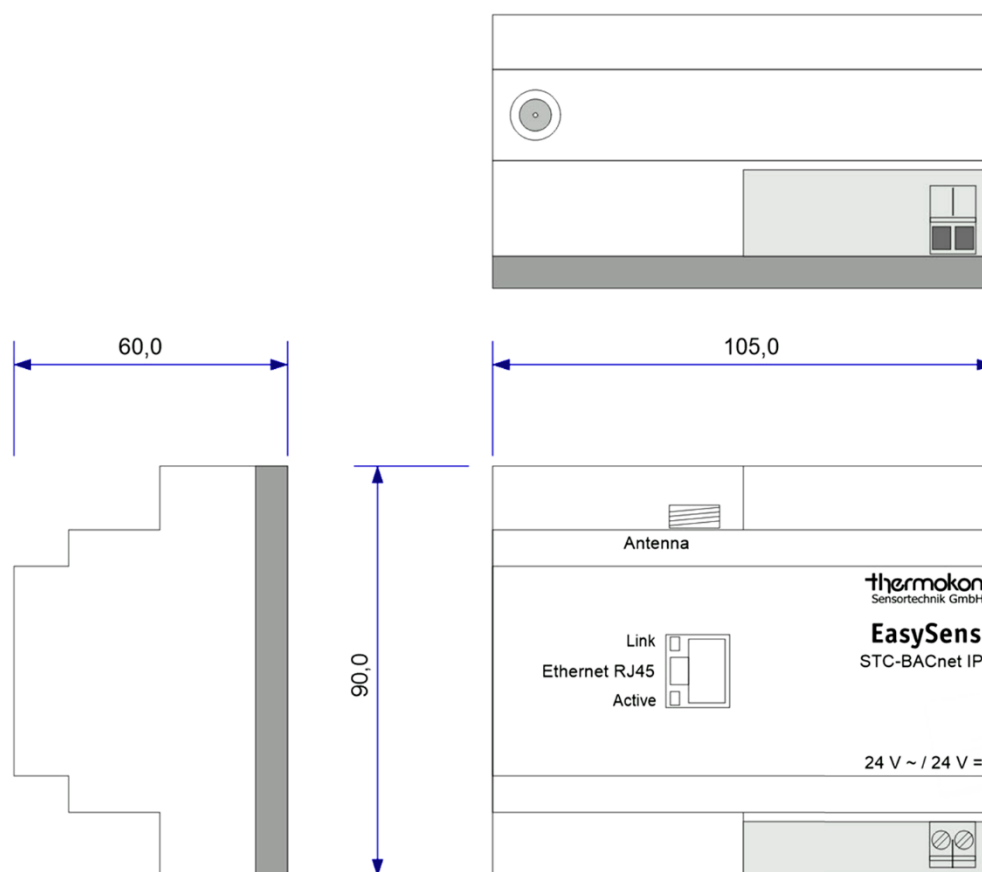 60,0
105,0
90,0
Antenna
thermokon
Sensortechnik GmbH
EasySens
STC-BACnet IP
Link
Ethernet RJ45
Active
24 V ~ / 24 V =